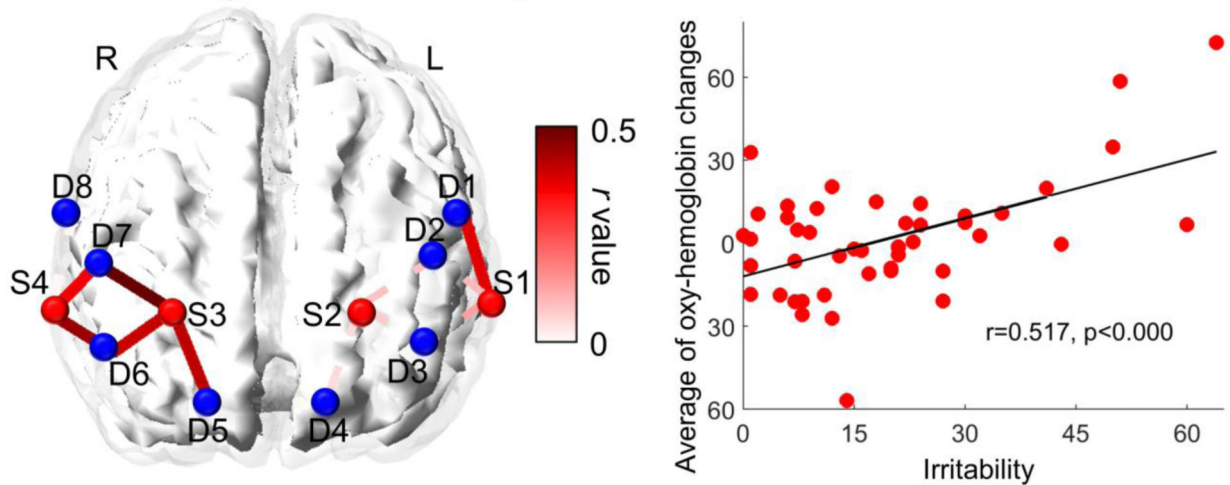 R
L
D8
D7
S4
S3
D6
D5
D1
D2
S1
S2
D3
D4
0.5
r value
0
Average of oxy-hemoglobin changes
60
30
0
30
60
r=0.517, p<0.000
0
15
30
45
60
Irritability